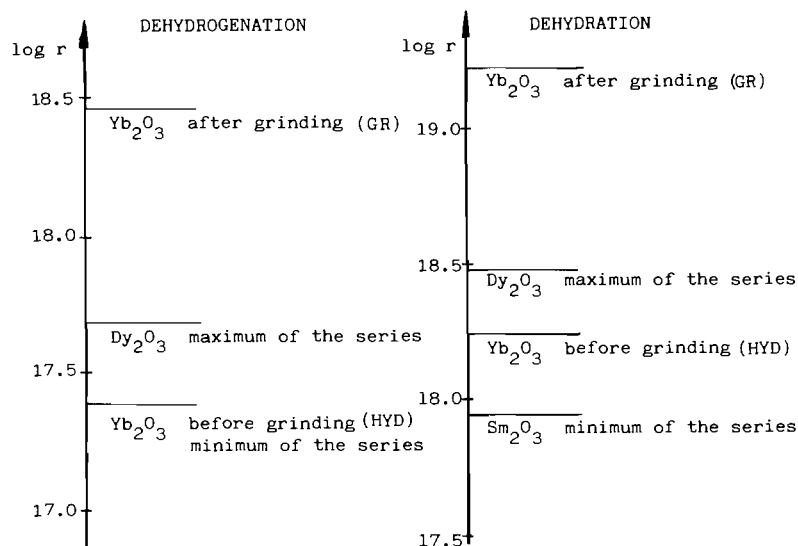 DEHYDROGENATION
log r
18.5
Yb₂O₃ after grinding (GR)
18.0
Dy₂O₃ maximum of the series
17.5
Yb₂O₃ before grinding (HYD)
minimum of the series
17.0
DEHYDRATION
log r
Yb₂O₃ after grinding (GR)
19.0
18.5
Dy₂O₃ maximum of the series
Yb₂O₃ before grinding (HYD)
18.0
Sm₂O₃ minimum of the series
17.5